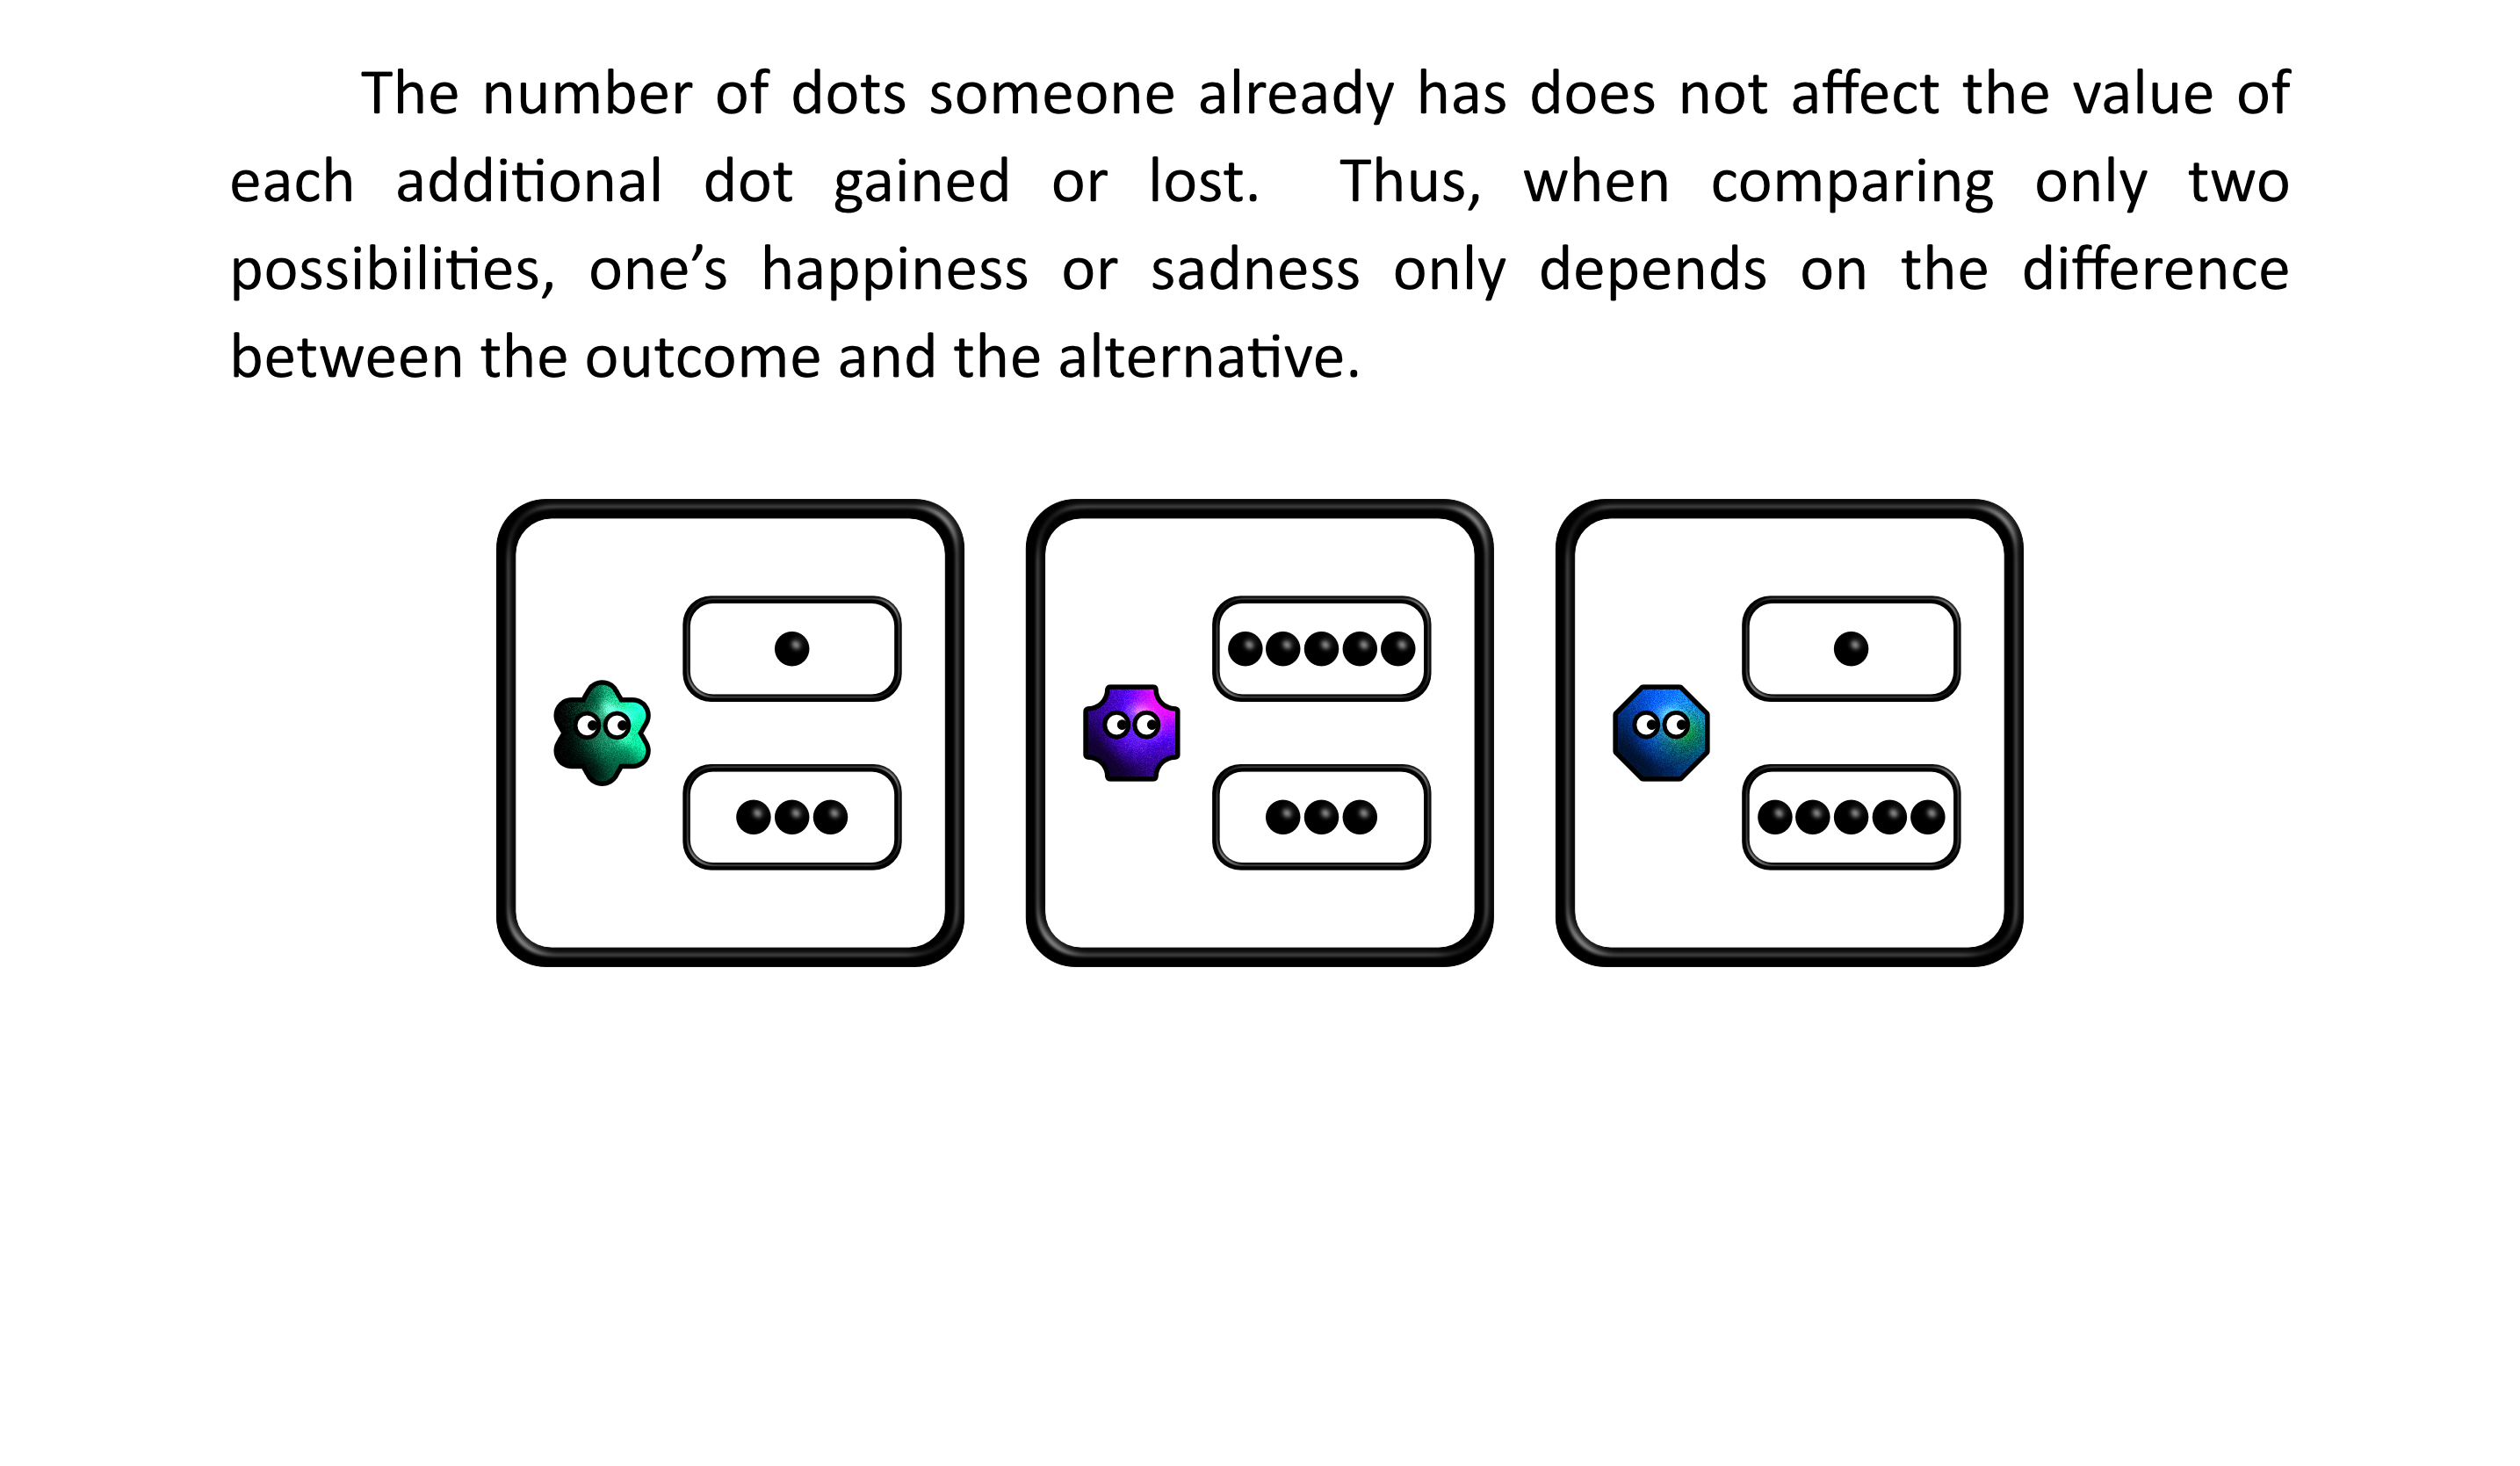 The number of dots someone already has does not affect the value of
each additional dot gained or lost.  Thus, when comparing only two
possibilities, one’s happiness or sadness only depends on the difference
between the outcome and the alternative.